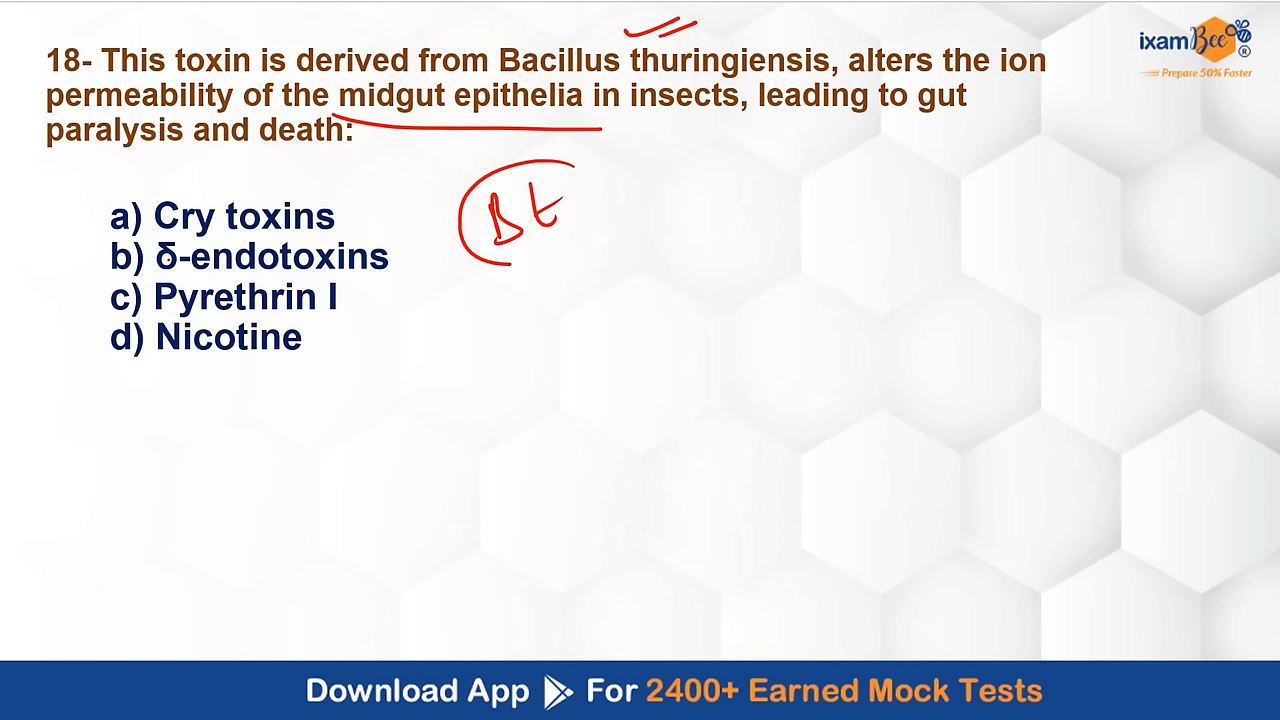 ixamBee
Prepare 50% Faster
18- This toxin is derived from Bacillus thuringiensis, alters the ion
permeability of the midgut epithelia in insects, leading to gut
paralysis and death:
Bt
a) Cry toxins
b) δ-endotoxins
c) Pyrethrin I
d) Nicotine
Download App For 2400+ Earned Mock Tests